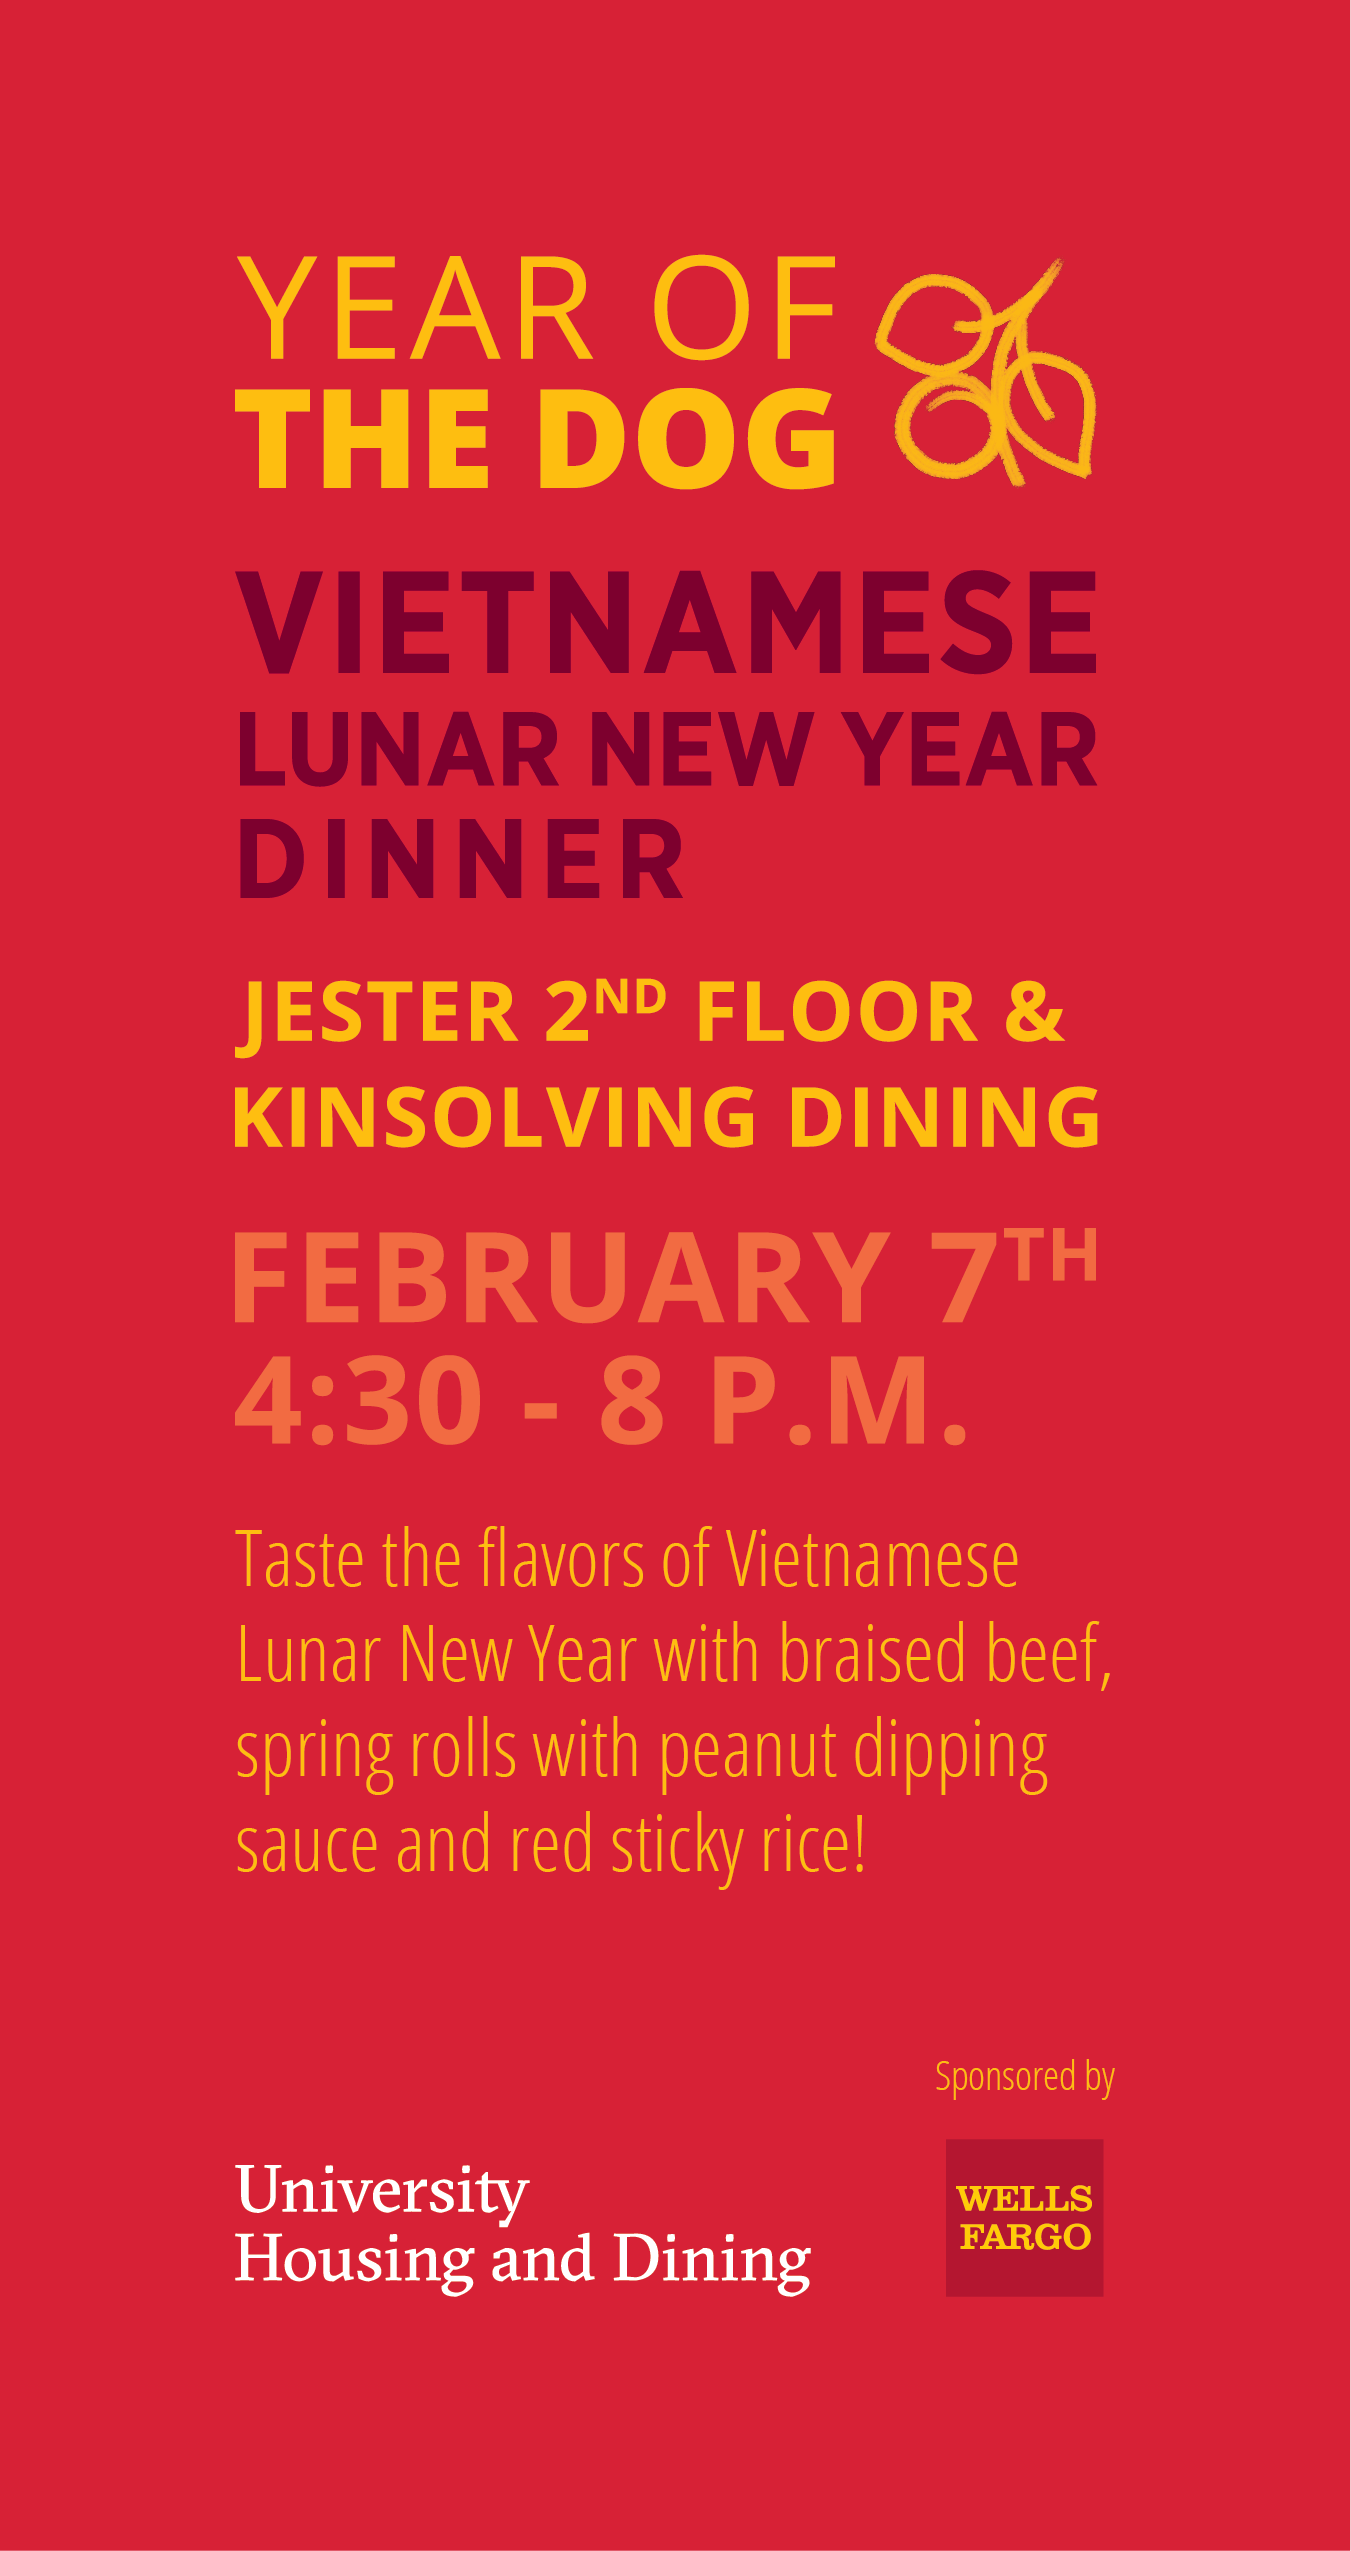 YEAR OF
THE DOG
VIETNAMESE
LUNAR NEW YEAR
DINNER
JESTER 2ND FLOOR &
KINSOLVING DINING
FEBRUARY 7TH
4:30 - 8 P.M.
Taste the flavors of Vietnamese
Lunar New Year with braised beef,
spring rolls with peanut dipping
sauce and red sticky rice!
Sponsored by
University
Housing and Dining
WELLS
FARGO